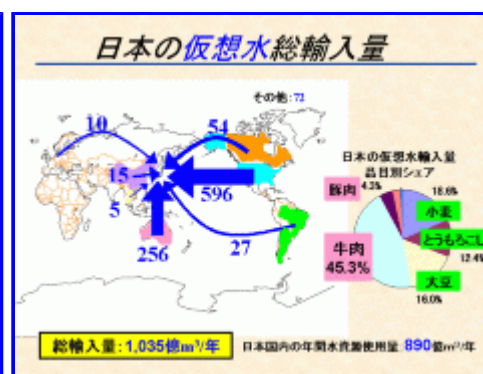 日本の仮想水総輸入量
その他:72
10
54
15
596
5
256
27
日本の仮想水輸入量
品目別シェア
豚肉
4.3%
18.6%
小麦
とうもろこし
12.4%
牛肉
45.3%
大豆
16.0%
総輸入量:1,035億m³/年
日本国内の年間水資源使用量:890億m³/年